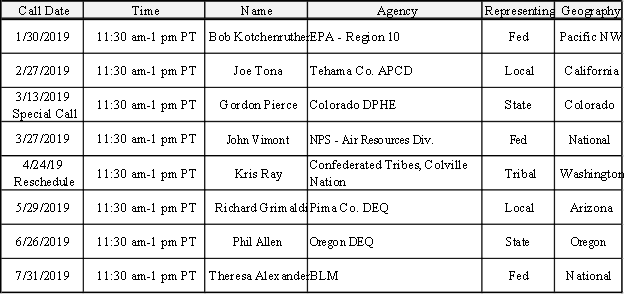 Call Date Time Name Agency Representing Geography
1/30/2019 11:30 am-1 pm PT Bob Kotchenruther EPA - Region 10 Fed Pacific NW
2/27/2019 11:30 am-1 pm PT Joe Tona Tehama Co. APCD Local California
3/13/2019
Special Call 11:30 am-1 pm PT Gordon Pierce Colorado DPHE State Colorado
3/27/2019 11:30 am-1 pm PT John Vimont NPS - Air Resources Div. Fed National
4/24/19
Reschedule 11:30 am-1 pm PT Kris Ray Confederated Tribes, Colville
Nation Tribal Washington
5/29/2019 11:30 am-1 pm PT Richard Grimaldi Pima Co. DEQ Local Arizona
6/26/2019 11:30 am-1 pm PT Phil Allen Oregon DEQ State Oregon
7/31/2019 11:30 am-1 pm PT Theresa Alexander BLM Fed National